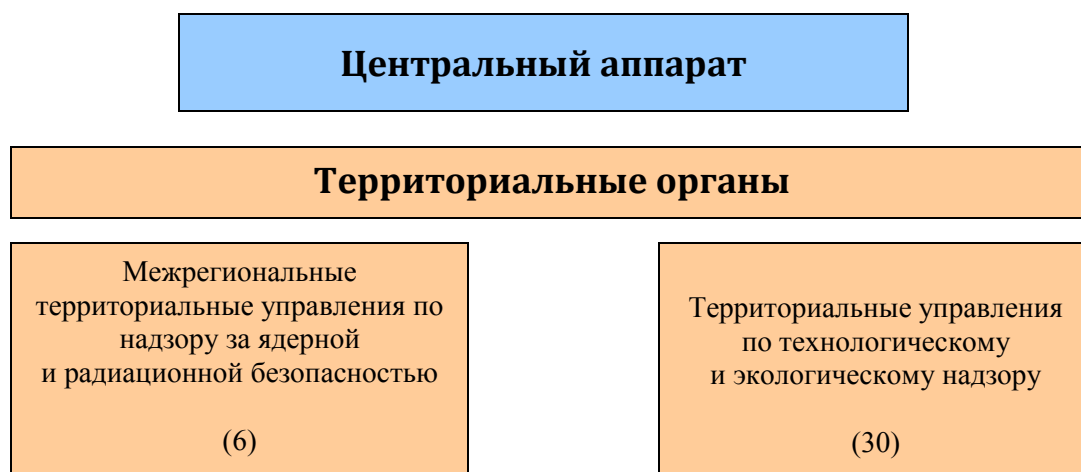 Центральный аппарат
Территориальные органы
Межрегиональные
территориальные управления по
надзору за ядерной
и радиационной безопасностью
(6)
Территориальные управления
по технологическому
и экологическому надзору
(30)